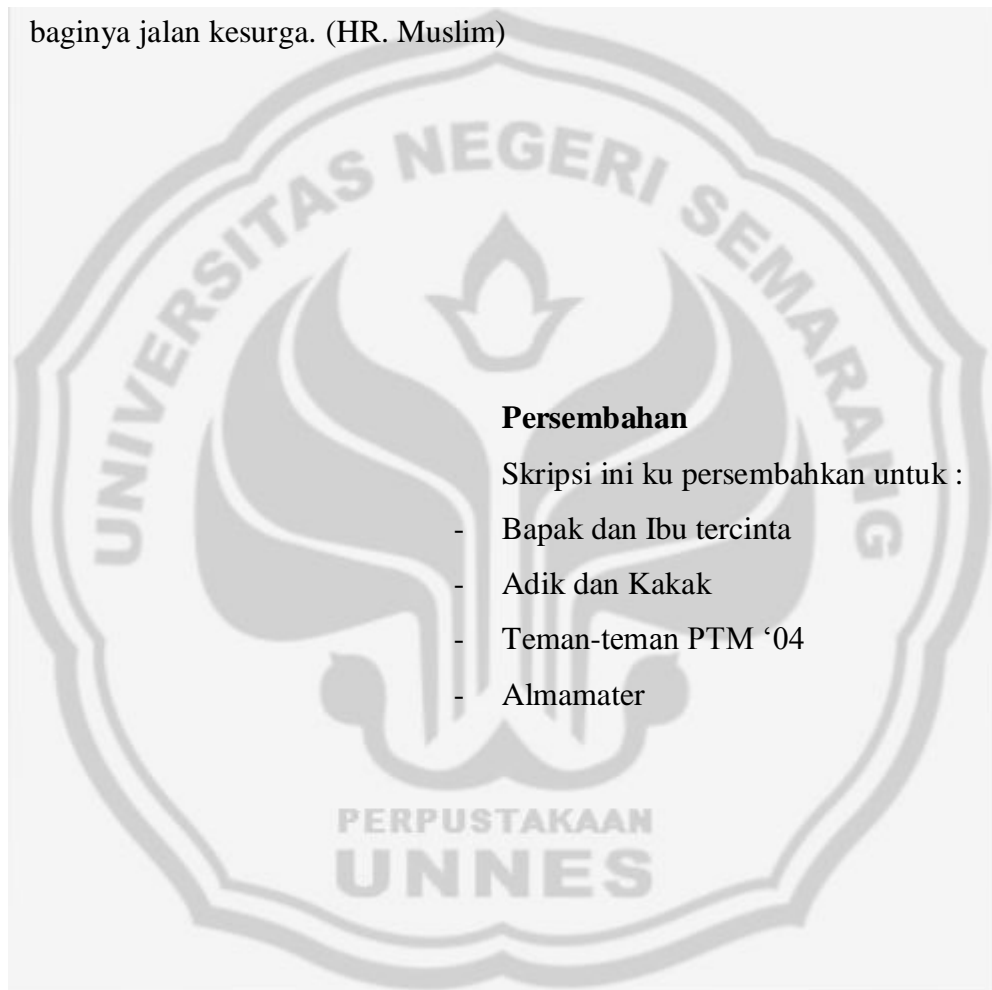 baginya jalan kesurga. (HR. Muslim)
UNIVERSITAS NEGERI SEMARANG
Persembahan
Skripsi ini ku persembahkan untuk :
- Bapak dan Ibu tercinta
- Adik dan Kakak
- Teman-teman PTM ‘04
- Almamater
PERPUSTAKAAN
UNNES